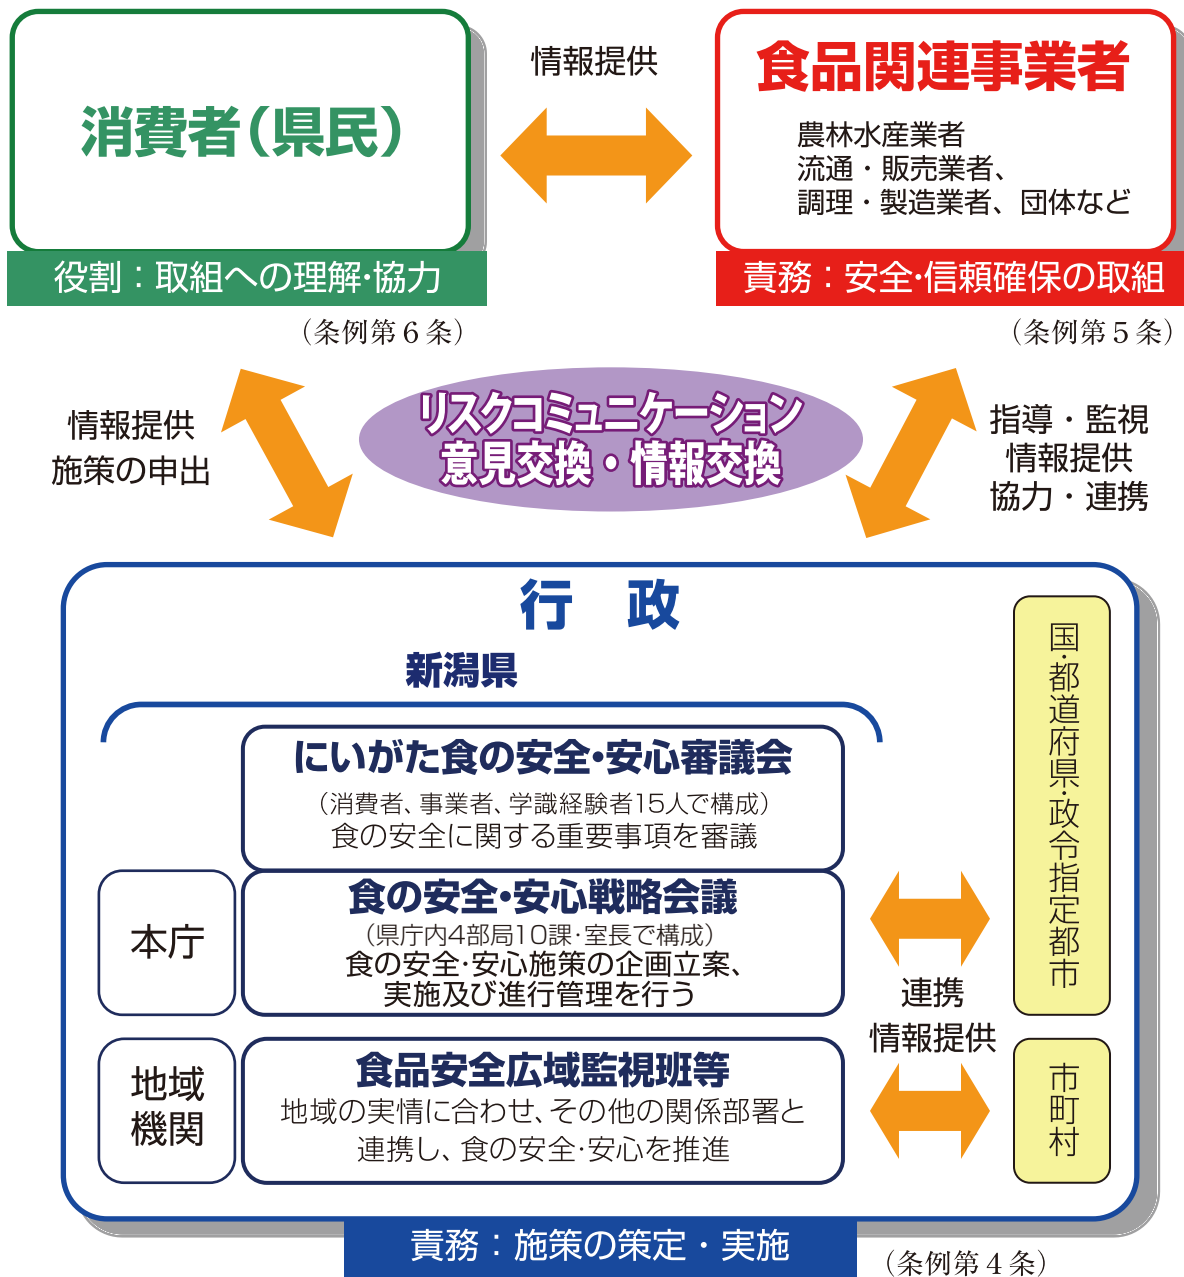 消費者（県民）
役割：取組への理解・協力
（条例第６条）
情報提供
食品関連事業者
農林水産業者
流通・販売業者、
調理・製造業者、団体など
責務：安全・信頼確保の取組
（条例第５条）
情報提供
施策の申出
リスクコミュニケーション
意見交換・情報交換
指導・監視
情報提供
協力・連携
行　政
新潟県
にいがた食の安全・安心審議会
（消費者、事業者、学識経験者15人で構成）
食の安全に関する重要事項を審議
本庁
食の安全・安心戦略会議
（県庁内4部局10課・室長で構成）
食の安全・安心施策の企画立案、
実施及び進行管理を行う
地域
機関
食品安全広域監視班等
地域の実情に合わせ、その他の関係部署と
連携し、食の安全・安心を推進
連携
情報提供
国・都道府県・政令指定都市
市町村
責務：施策の策定・実施
（条例第４条）